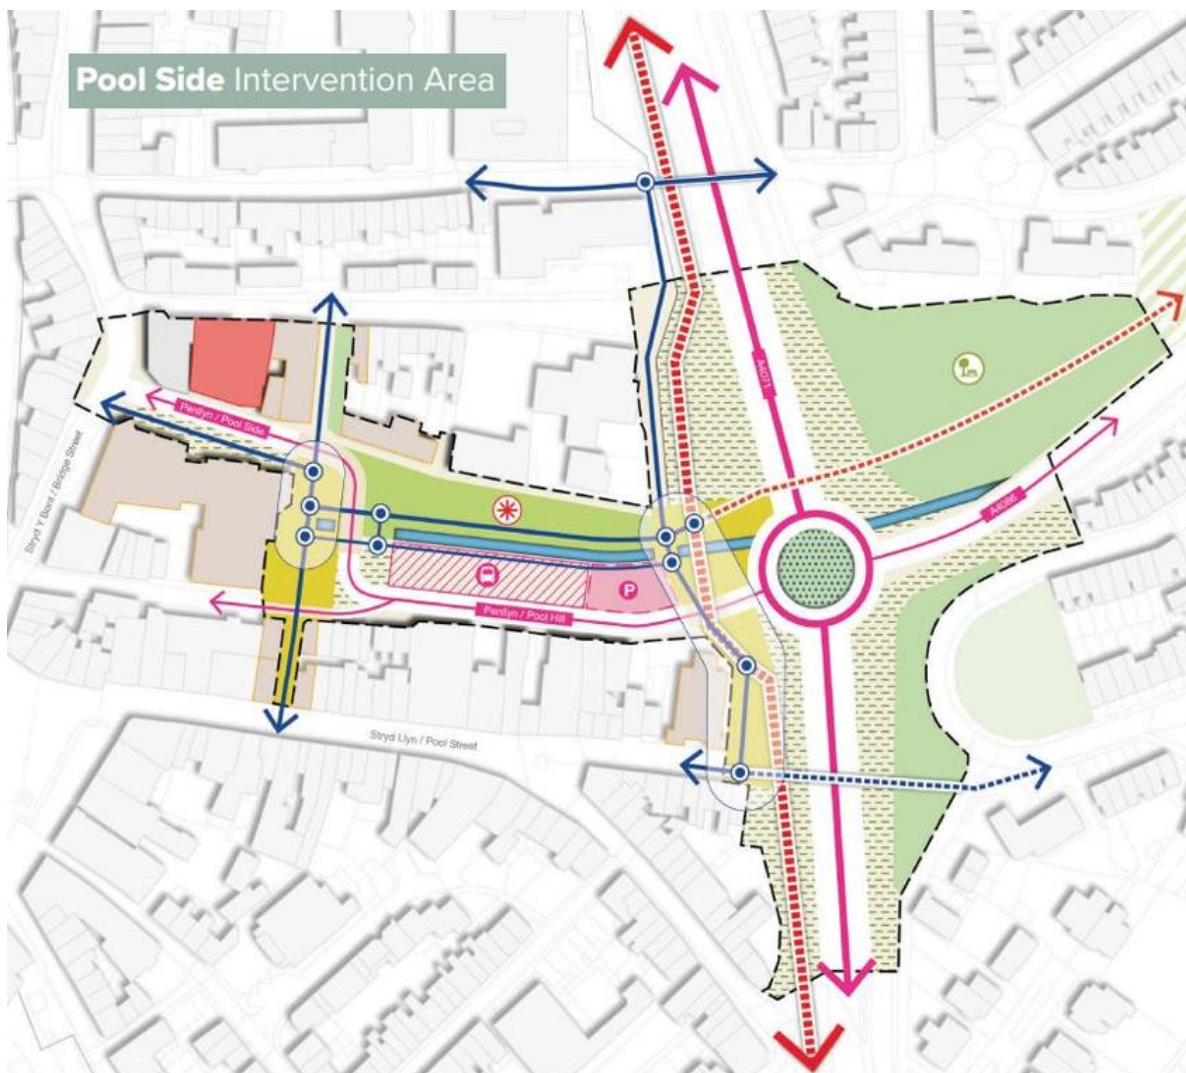 Pool Side Intervention Area
A4071
Penllyn / Pool Side
Stryd Y Bont / Bridge Street
A4086
P
Penllyn / Pool Hill
Stryd Llyn / Pool Street